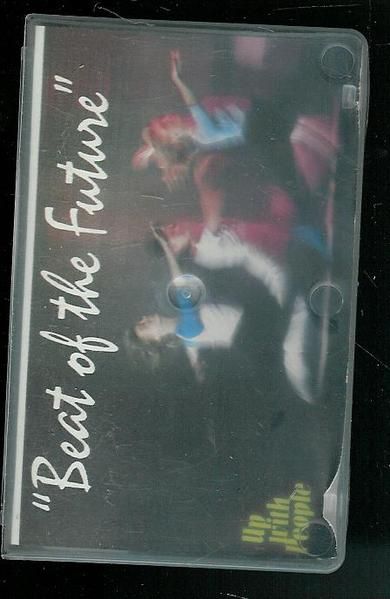 "Beat of the Future"
Up
With
People